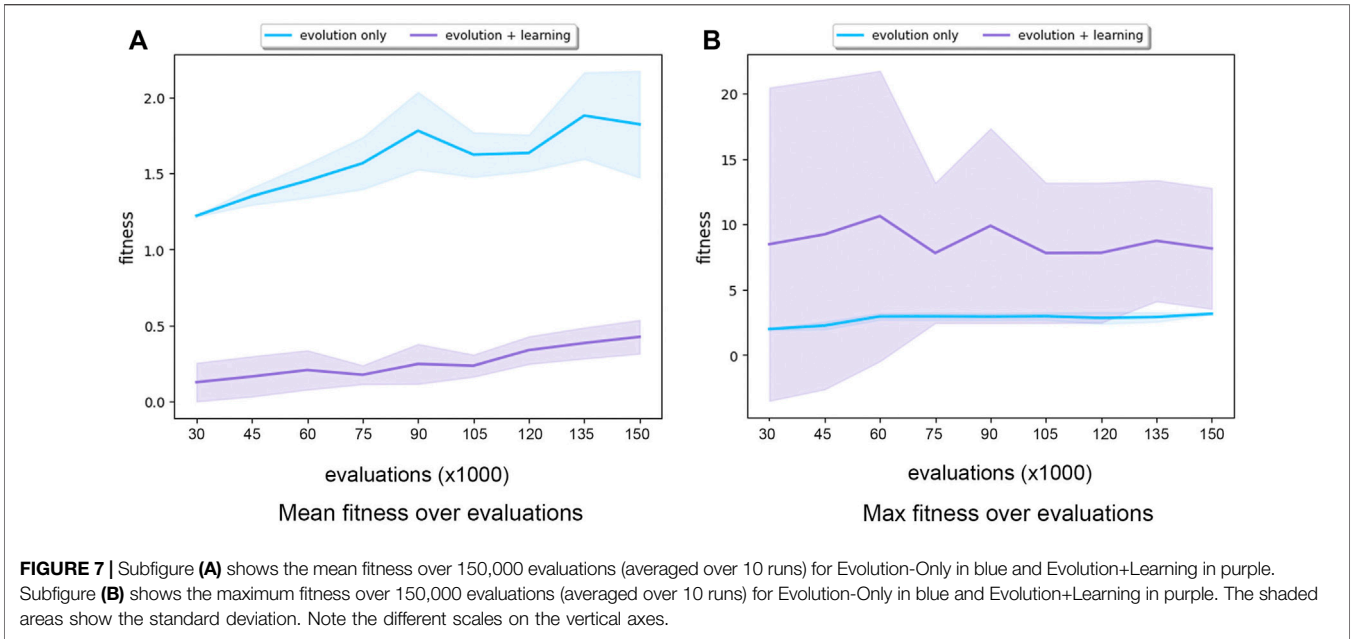 A
evolution only
evolution + learning
2.0
1.5
1.0
0.5
0.0
fitness
30 45 60 75 90 105 120 135 150
evaluations (x1000)
Mean fitness over evaluations
B
evolution only
evolution + learning
20
15
10
5
0
fitness
30 45 60 75 90 105 120 135 150
evaluations (x1000)
Max fitness over evaluations
FIGURE 7 | Subfigure (A) shows the mean fitness over 150,000 evaluations (averaged over 10 runs) for Evolution-Only in blue and Evolution+Learning in purple.
Subfigure (B) shows the maximum fitness over 150,000 evaluations (averaged over 10 runs) for Evolution-Only in blue and Evolution+Learning in purple. The shaded
areas show the standard deviation. Note the different scales on the vertical axes.